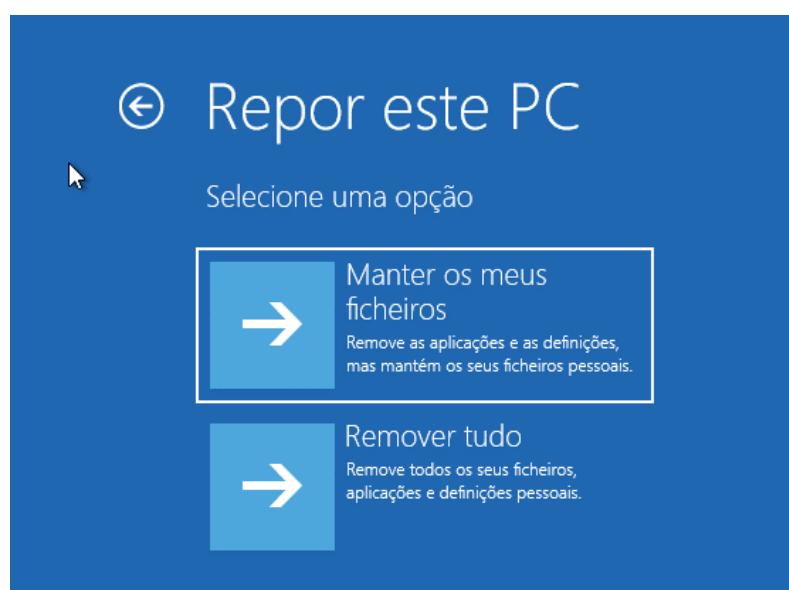 Repor este PC
Selecione uma opção
Manter os meus
ficheiros
Remove as aplicações e as definições,
mas mantém os seus ficheiros pessoais.
Remover tudo
Remove todos os seus ficheiros,
aplicações e definições pessoais.